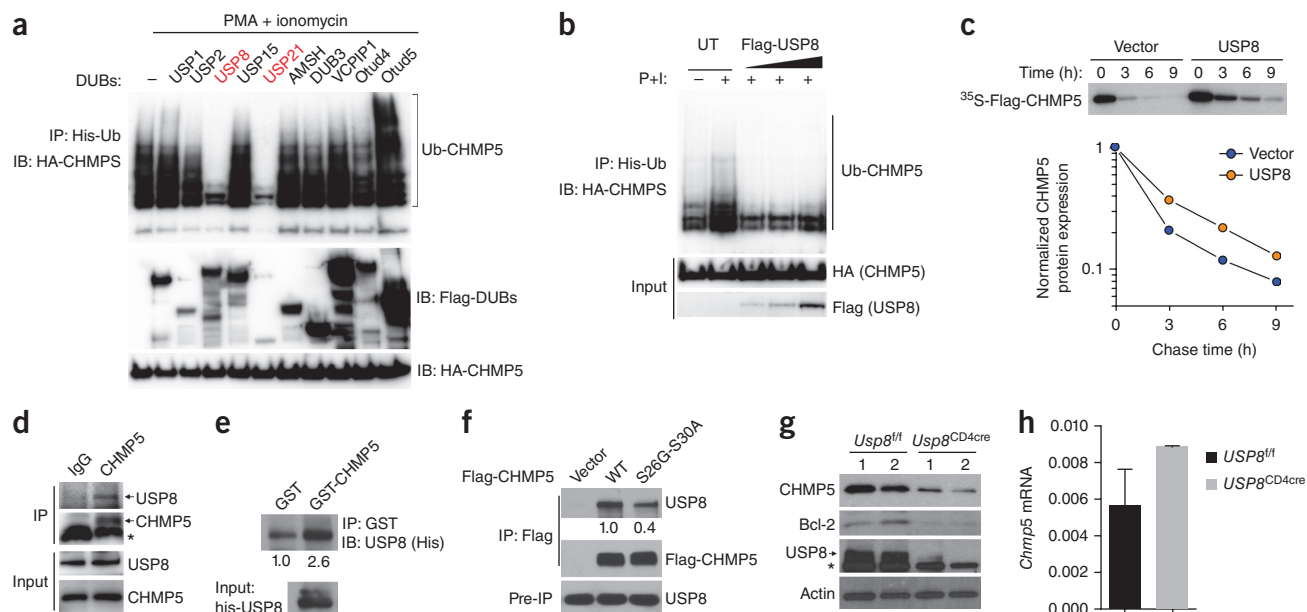 a
PMA + ionomycin
DUBs: – USP1 USP2 USP8 USP15 USP21 AMSH DUB3 VCPIP1 Otud4 Otud5
IP: His-Ub
IB: HA-CHMPS
Ub-CHMP5
IB: Flag-DUBs
IB: HA-CHMP5
b
UT Flag-USP8
P+I: – + + + +
IP: His-Ub
IB: HA-CHMPS
Ub-CHMP5
Input
HA (CHMP5)
Flag (USP8)
c
Vector USP8
Time (h): 0 3 6 9 0 3 6 9
35S-Flag-CHMP5
Normalized CHMP5
protein expression
1
0.1
Vector
USP8
0 3 6 9
Chase time (h)
d
IgG CHMP5
IP
USP8
CHMP5
*
Input
USP8
CHMP5
e
GST GST-CHMP5
IP: GST
IB: USP8 (His)
1.0 2.6
Input:
his-USP8
f
Flag-CHMP5
Vector WT S26G-S30A
IP: Flag
USP8
1.0 0.4
Flag-CHMP5
Pre-IP
USP8
g
Usp8f/f Usp8CD4cre
1 2 1 2
CHMP5
Bcl-2
USP8
*
Actin
h
Chmp5 mRNA
0.010
0.008
0.006
0.004
0.002
0.000
USP8f/f
USP8CD4cre